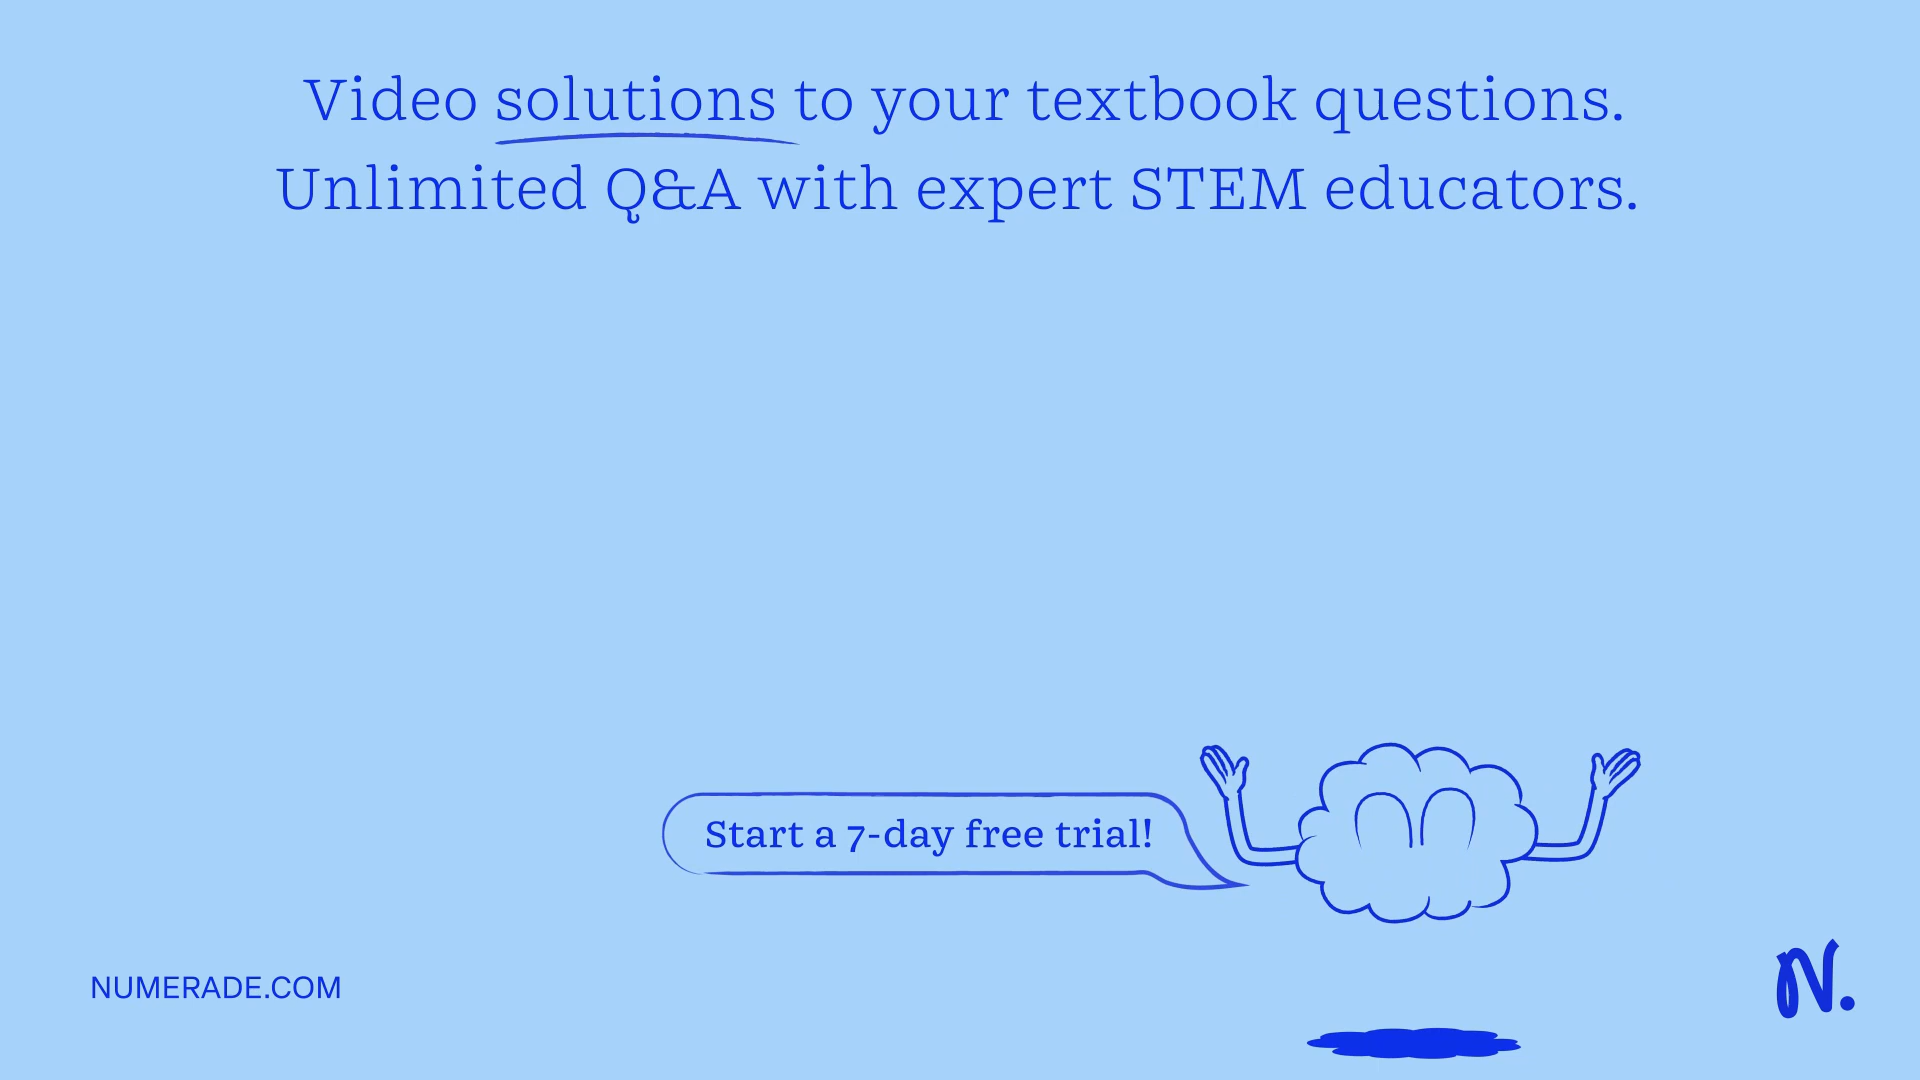 Video solutions to your textbook questions.
Unlimited Q&A with expert STEM educators.
Start a 7-day free trial!
NUMERADE.COM
N.